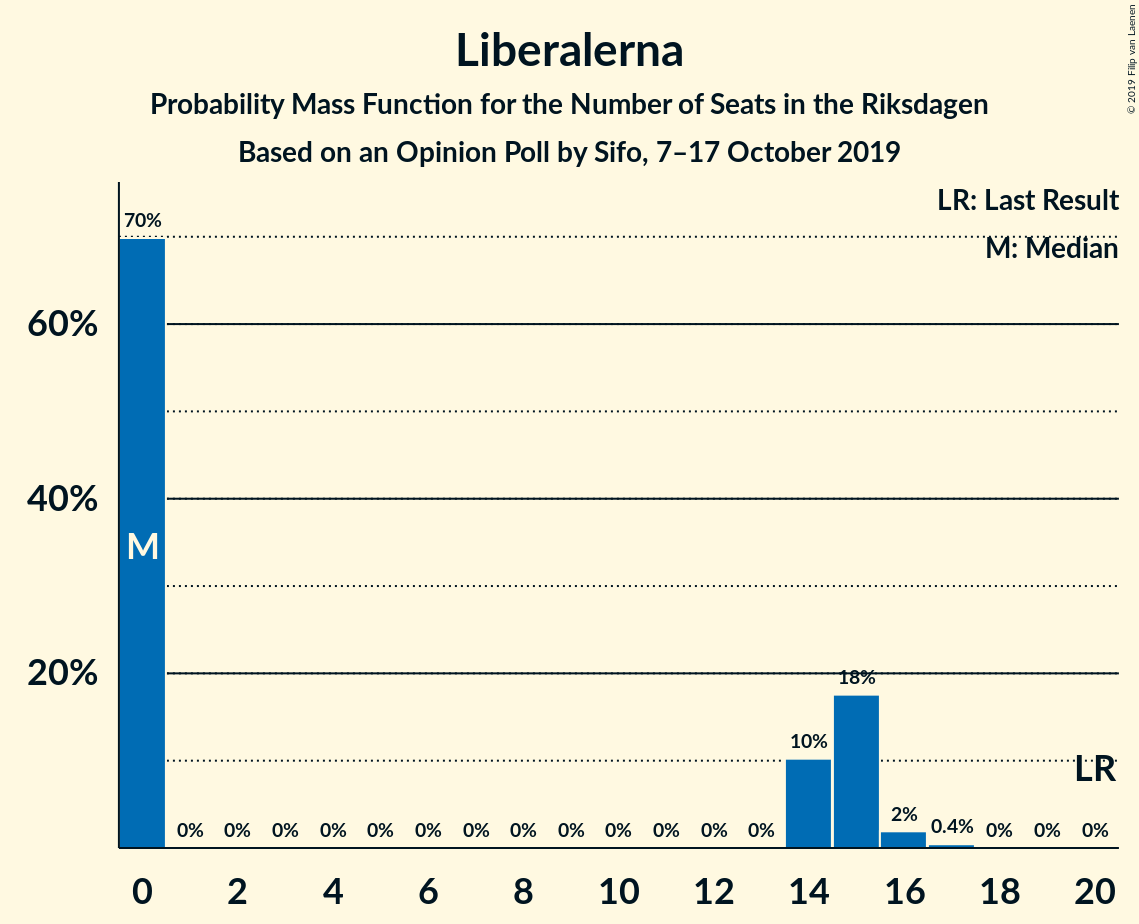 Liberalerna
Probability Mass Function for the Number of Seats in the Riksdagen
Based on an Opinion Poll by Sifo, 7–17 October 2019
© 2019 Filip van Laenen
LR: Last Result
M: Median
70%
60%
40%
M
20%
18%
10%
LR
0% 0% 0% 0% 0% 0% 0% 0% 0% 0% 0% 0% 0% 2% 0.4% 0% 0% 0%
0 2 4 6 8 10 12 14 16 18 20